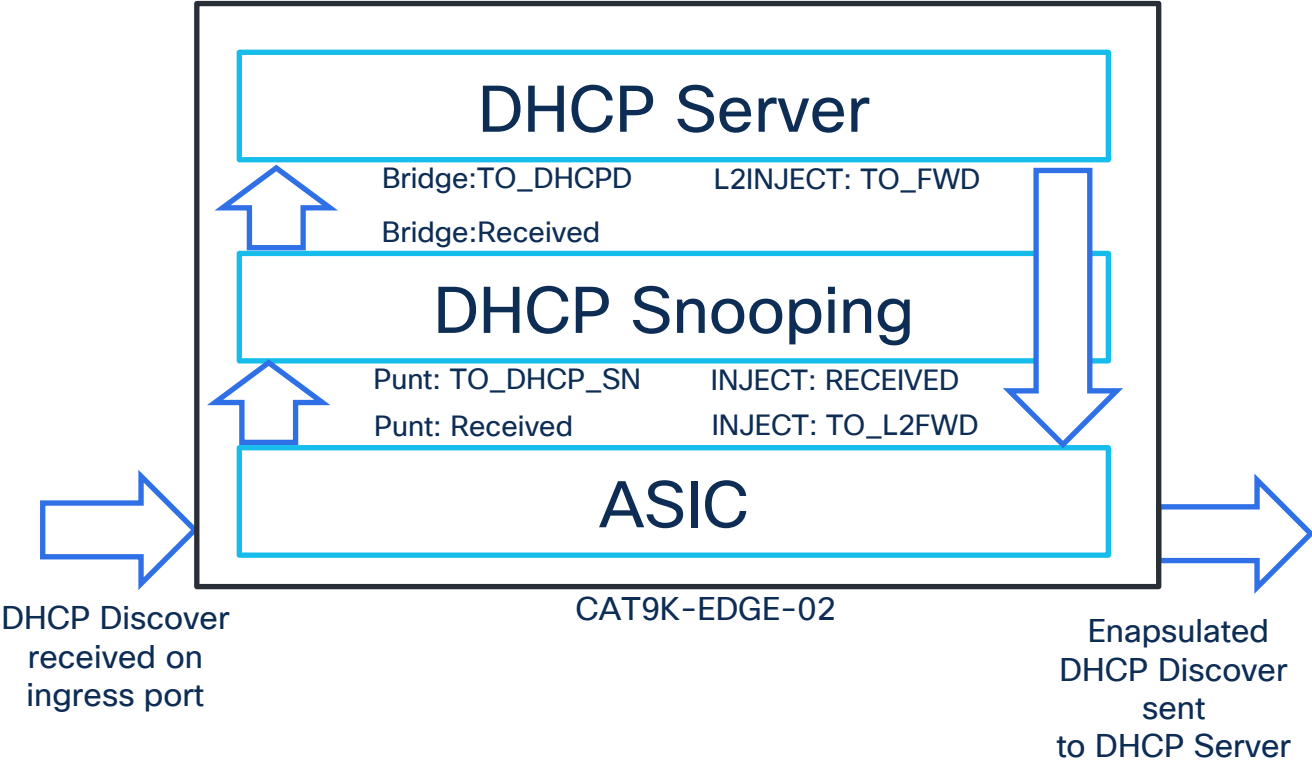 DHCP Server
Bridge:TO_DHCPD
L2INJECT: TO_FWD
Bridge:Received
DHCP Snooping
Punt: TO_DHCP_SN
INJECT: RECEIVED
Punt: Received
INJECT: TO_L2FWD
ASIC
CAT9K-EDGE-02
DHCP Discover
received on
ingress port
Enapsulated
DHCP Discover
sent
to DHCP Server